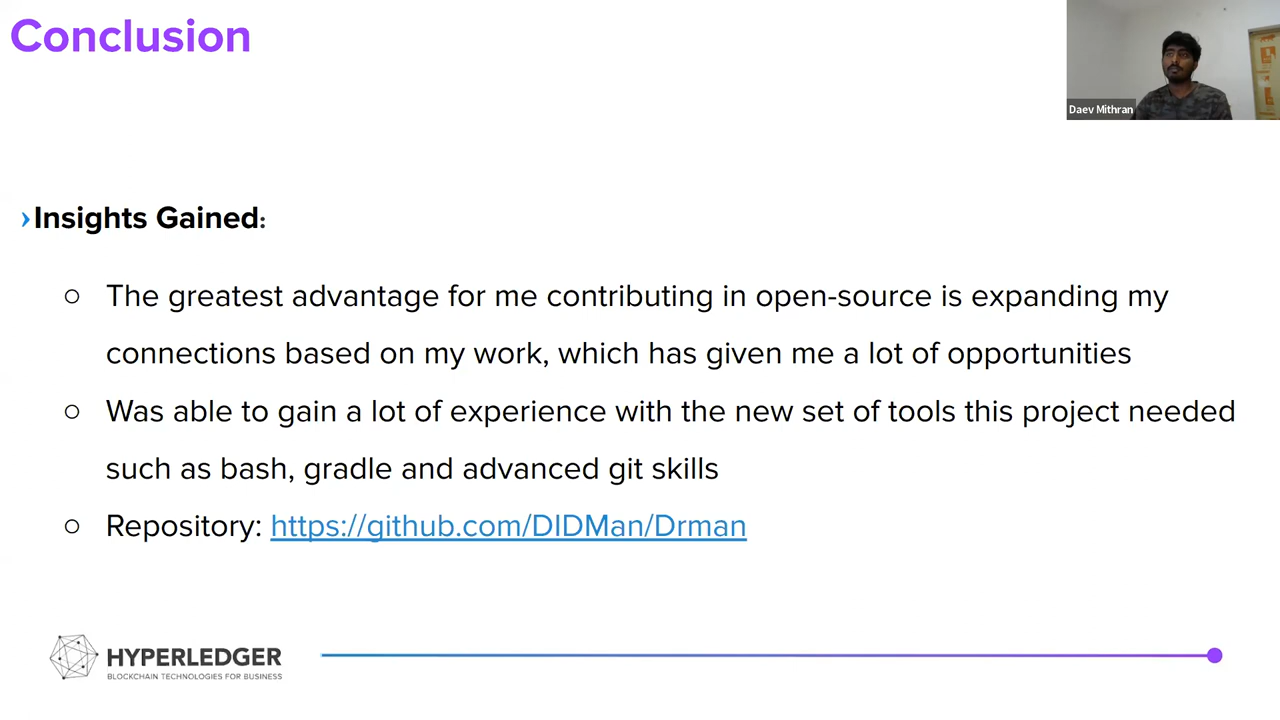 Conclusion
Daev Mithran
›Insights Gained:
○ The greatest advantage for me contributing in open-source is expanding my
connections based on my work, which has given me a lot of opportunities
○ Was able to gain a lot of experience with the new set of tools this project needed
such as bash, gradle and advanced git skills
○ Repository: https://github.com/DIDMan/Drman
HYPERLEDGER
BLOCKCHAIN TECHNOLOGIES FOR BUSINESS